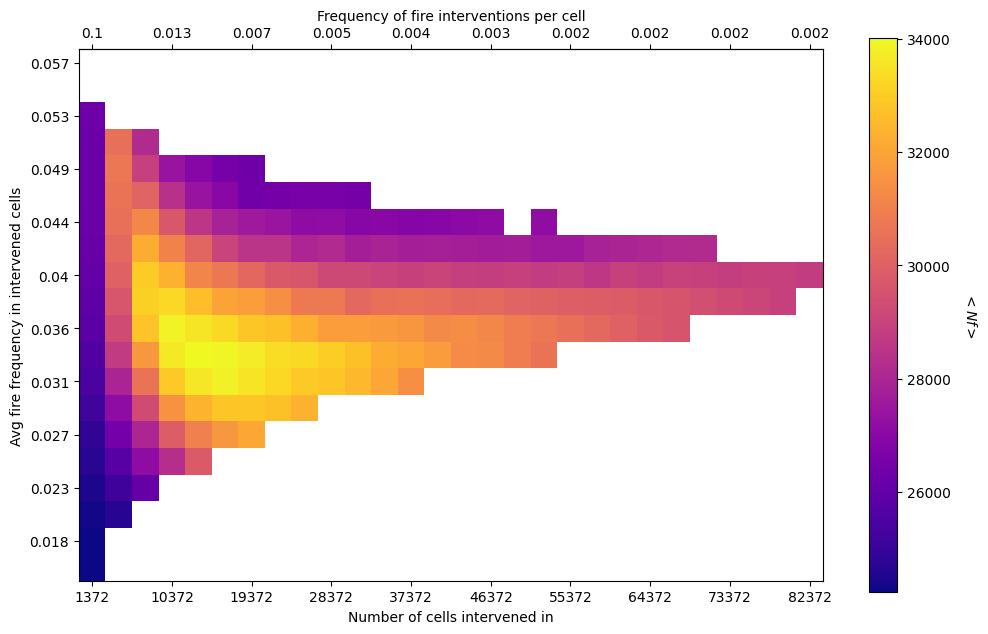 Frequency of fire interventions per cell
0.1 0.013 0.007 0.005 0.004 0.003 0.002 0.002 0.002 0.002
Avg fire frequency in intervened cells
0.057
0.053
0.049
0.044
0.04
0.036
0.031
0.027
0.023
0.018
1372 10372 19372 28372 37372 46372 55372 64372 73372 82372
Number of cells intervened in
34000
32000
30000
28000
26000
< Nf >